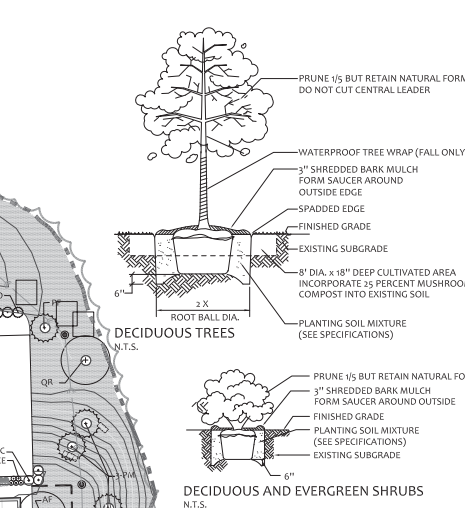 PRUNE 1/5 BUT RETAIN NATURAL FORM
DO NOT CUT CENTRAL LEADER
WATERPROOF TREE WRAP (FALL ONLY
3" SHREDDED BARK MULCH
FORM SAUCER AROUND
OUTSIDE EDGE
SPADDED EDGE
FINISHED GRADE
EXISTING SUBGRADE
8' DIA. x 18" DEEP CULTIVATED AREA
INCORPORATE 25 PERCENT MUSHROOM
COMPOST INTO EXISTING SOIL
6"
2 X
ROOT BALL DIA.
PLANTING SOIL MIXTURE
(SEE SPECIFICATIONS)
DECIDUOUS TREES
N.T.S.
PF
QR
PM
AF
PRUNE 1/5 BUT RETAIN NATURAL FO
3" SHREDDED BARK MULCH
FORM SAUCER AROUND OUTSIDE
FINISHED GRADE
PLANTING SOIL MIXTURE
(SEE SPECIFICATIONS)
EXISTING SUBGRADE
6"
DECIDUOUS AND EVERGREEN SHRUBS
N.T.S.